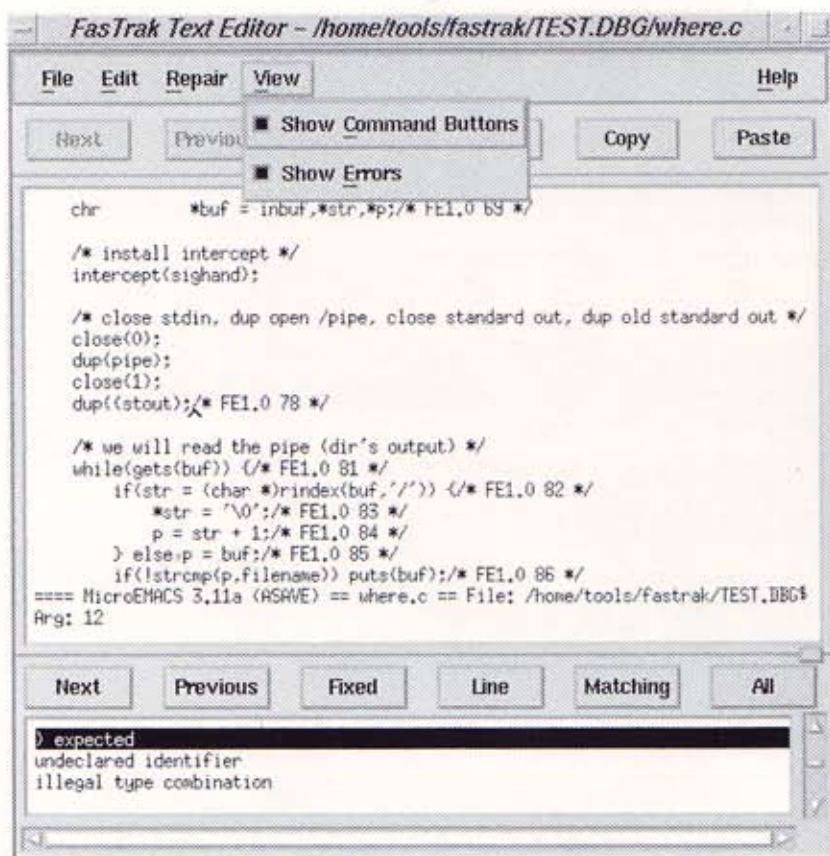 FasTrak Text Editor – /home/tools/fastrak/TEST.DBG/where.c
File Edit Repair View Help
Next Previou Copy Paste
Show Command Buttons
Show Errors
chr *buf = inbuf,*str,*p;/* FE1.0 69 */
/* install intercept */
intercept(sighand);
/* close stdin, dup open /pipe, close standard out, dup old standard out */
close(0);
dup(pipe);
close(1);
dup((stout);/* FE1.0 78 */
/* we will read the pipe (dir's output) */
while(gets(buf)) {/* FE1.0 81 */
if(str = (char *)rindex(buf,'/')) {/* FE1.0 82 */
*str = '\0';/* FE1.0 83 */
p = str + 1;/* FE1.0 84 */
} else p = buf;/* FE1.0 85 */
if(!strcmp(p,filename)) puts(buf);/* FE1.0 86 */
==== MicroEMACS 3.11a (ASAVE) == where.c == File: /home/tools/fastrak/TEST.DBG$
Arg: 12
Next Previous Fixed Line Matching All
) expected
undeclared identifier
illegal type combination